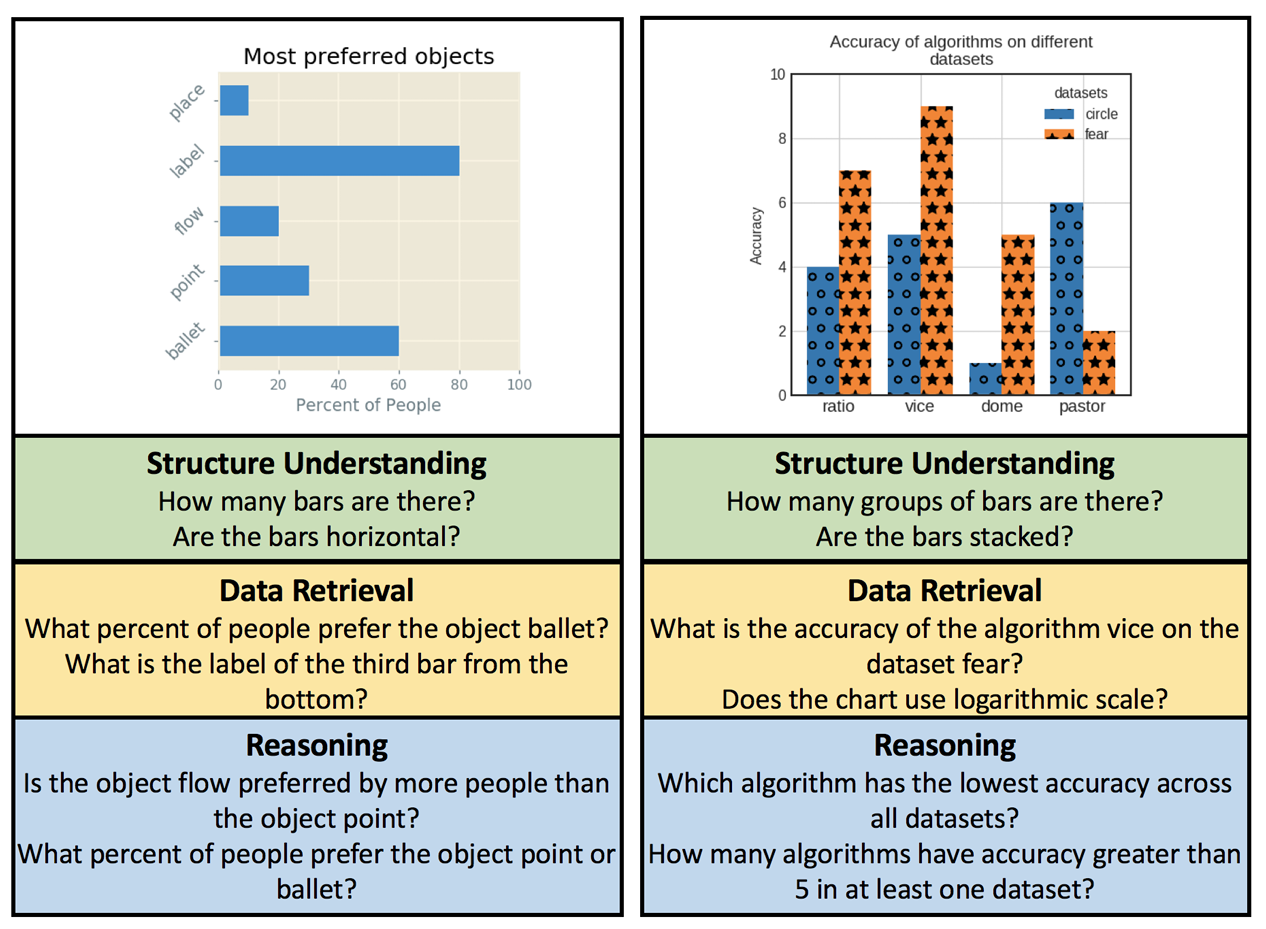 Most preferred objects
place
label
flow
point
ballet
0 20 40 60 80 100
Percent of People
Structure Understanding
How many bars are there?
Are the bars horizontal?
Data Retrieval
What percent of people prefer the object ballet?
What is the label of the third bar from the
bottom?
Reasoning
Is the object flow preferred by more people than
the object point?
What percent of people prefer the object point or
ballet?
Accuracy of algorithms on different
datasets
datasets
circle
fear
10
8
6
4
2
0
Accuracy
ratio vice dome pastor
Structure Understanding
How many groups of bars are there?
Are the bars stacked?
Data Retrieval
What is the accuracy of the algorithm vice on the
dataset fear?
Does the chart use logarithmic scale?
Reasoning
Which algorithm has the lowest accuracy across
all datasets?
How many algorithms have accuracy greater than
5 in at least one dataset?